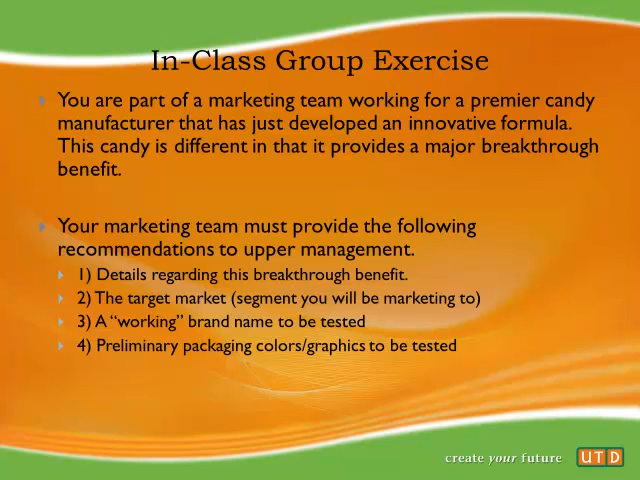 In-Class Group Exercise
You are part of a marketing team working for a premier candy
manufacturer that has just developed an innovative formula.
This candy is different in that it provides a major breakthrough
benefit.
Your marketing team must provide the following
recommendations to upper management.
1) Details regarding this breakthrough benefit.
2) The target market (segment you will be marketing to)
3) A “working” brand name to be tested
4) Preliminary packaging colors/graphics to be tested
create your future UTD